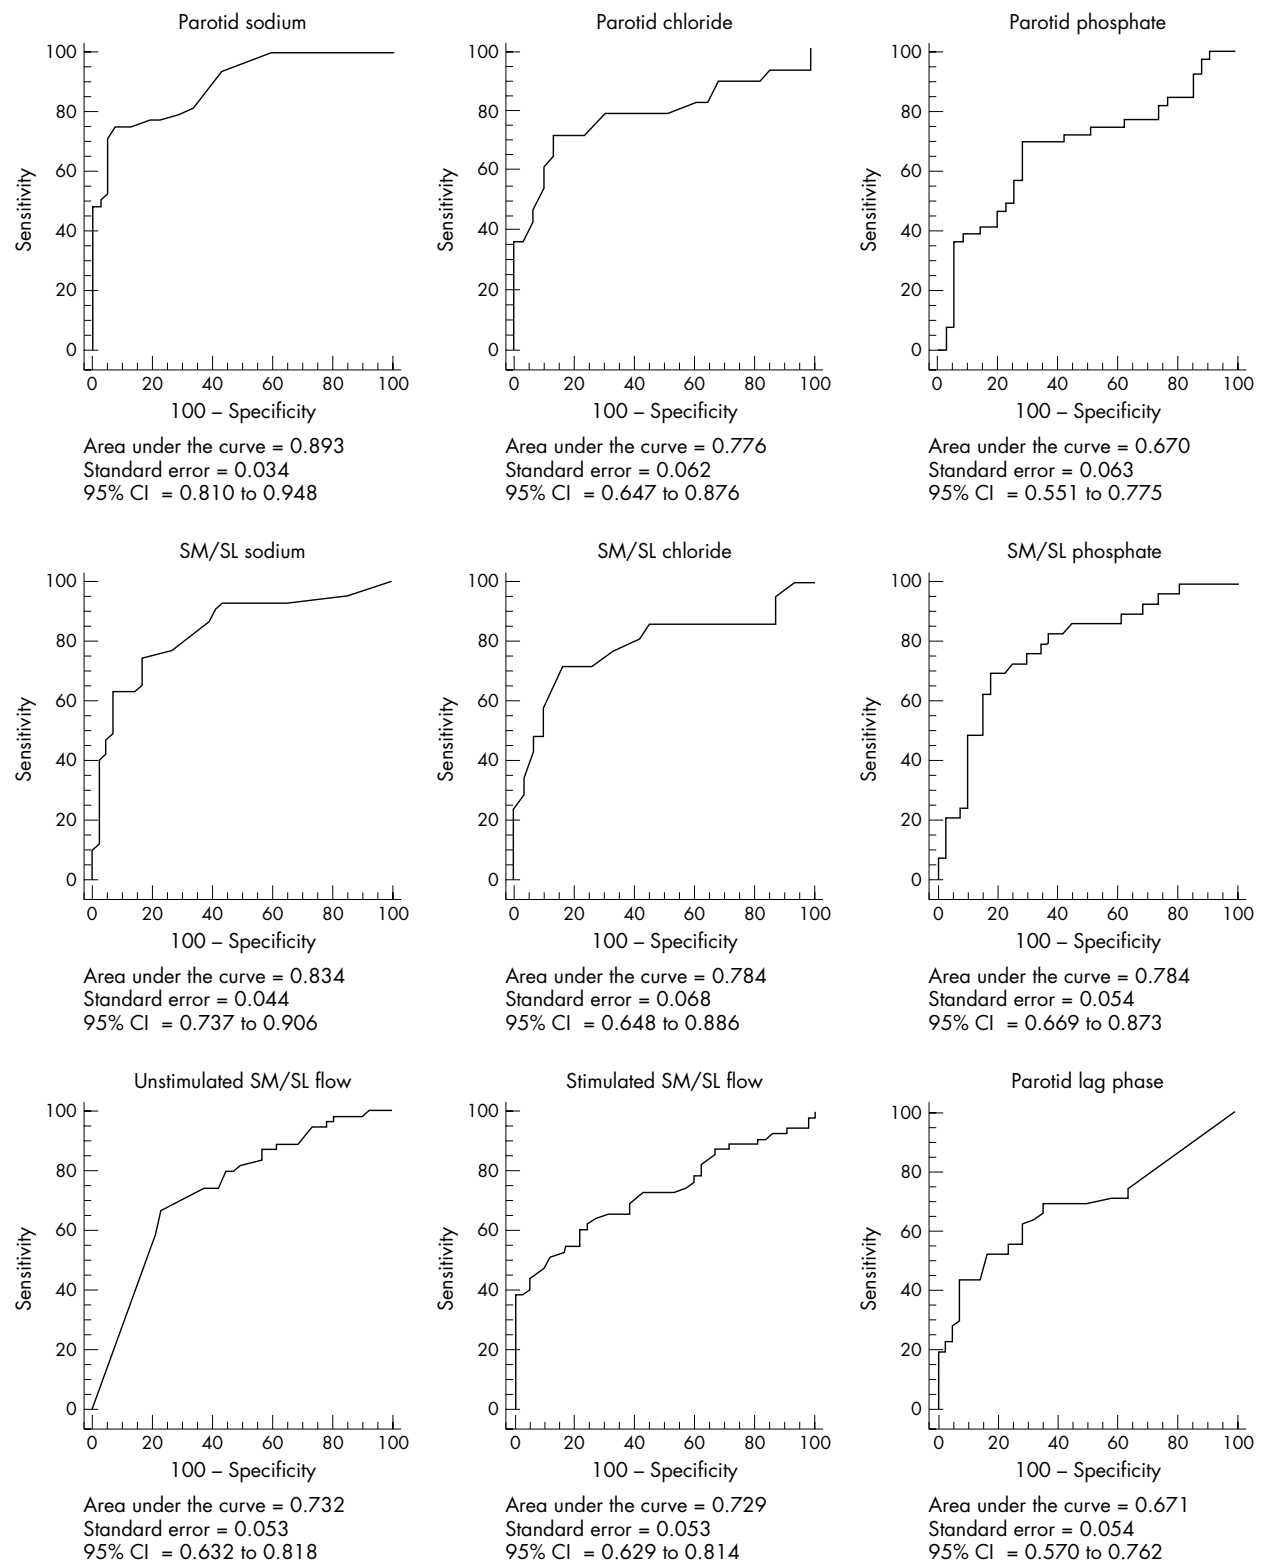 Parotid sodium
100
80
60
40
20
0
Sensitivity
0 20 40 60 80 100
100 – Specificity
Area under the curve = 0.893
Standard error = 0.034
95% CI = 0.810 to 0.948
Parotid chloride
100
80
60
40
20
0
Sensitivity
0 20 40 60 80 100
100 – Specificity
Area under the curve = 0.776
Standard error = 0.062
95% CI = 0.647 to 0.876
Parotid phosphate
100
80
60
40
20
0
Sensitivity
0 20 40 60 80 100
100 – Specificity
Area under the curve = 0.670
Standard error = 0.063
95% CI = 0.551 to 0.775
SM/SL sodium
100
80
60
40
20
0
Sensitivity
0 20 40 60 80 100
100 – Specificity
Area under the curve = 0.834
Standard error = 0.044
95% CI = 0.737 to 0.906
SM/SL chloride
100
80
60
40
20
0
Sensitivity
0 20 40 60 80 100
100 – Specificity
Area under the curve = 0.784
Standard error = 0.068
95% CI = 0.648 to 0.886
SM/SL phosphate
100
80
60
40
20
0
Sensitivity
0 20 40 60 80 100
100 – Specificity
Area under the curve = 0.784
Standard error = 0.054
95% CI = 0.669 to 0.873
Unstimulated SM/SL flow
100
80
60
40
20
0
Sensitivity
0 20 40 60 80 100
100 – Specificity
Area under the curve = 0.732
Standard error = 0.053
95% CI = 0.632 to 0.818
Stimulated SM/SL flow
100
80
60
40
20
0
Sensitivity
0 20 40 60 80 100
100 – Specificity
Area under the curve = 0.729
Standard error = 0.053
95% CI = 0.629 to 0.814
Parotid lag phase
100
80
60
40
20
0
Sensitivity
0 20 40 60 80 100
100 – Specificity
Area under the curve = 0.671
Standard error = 0.054
95% CI = 0.570 to 0.762